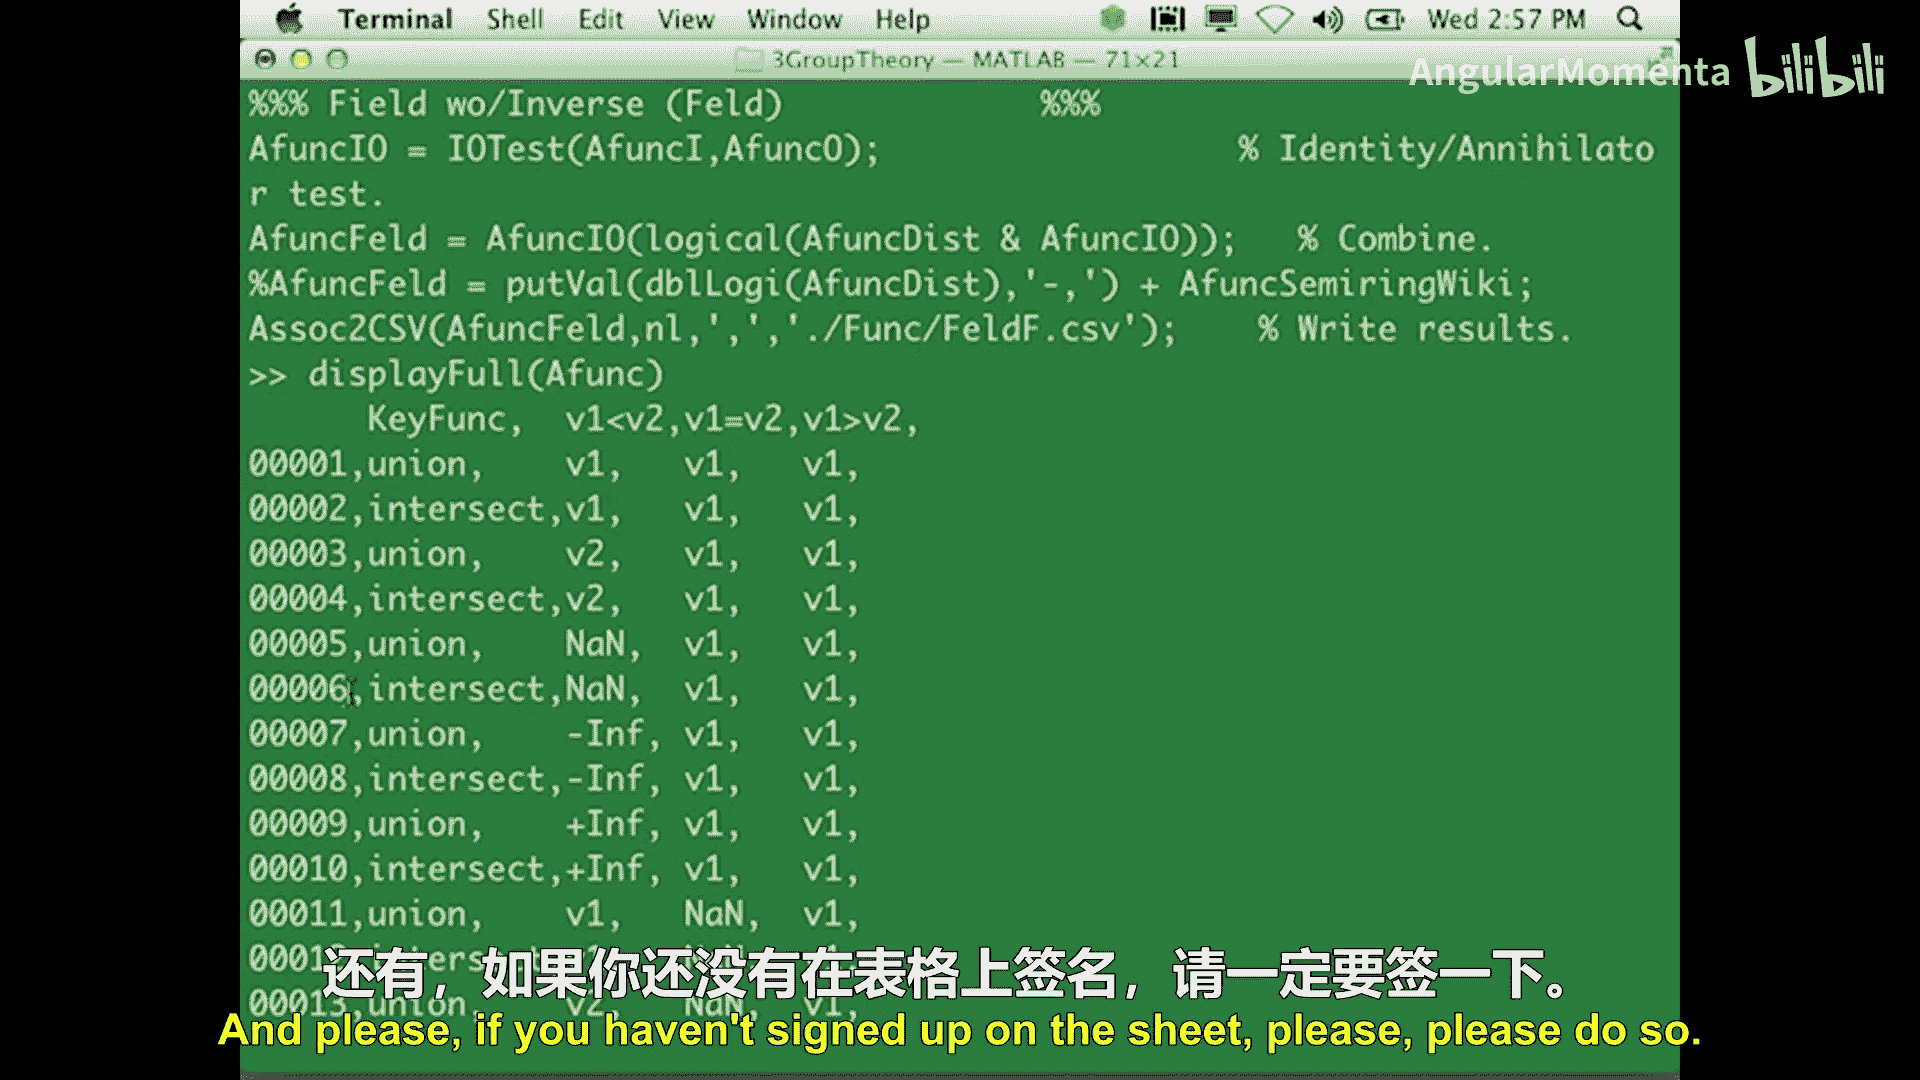 Terminal Shell Edit View Window Help Wed 2:57 PM
3GroupTheory — MATLAB — 71×21
AngularMomenta bilibili
%%% Field wo/Inverse (Feld) %%%
AfuncIO = IOTest(AfuncI,AfuncO); % Identity/Annihilato
r test.
AfuncFeld = AfuncIO(logical(AfuncDist & AfuncIO)); % Combine.
%AfuncFeld = putVal(dblLogi(AfuncDist),'-,') + AfuncSemiringWiki;
Assoc2CSV(AfuncFeld,nl,',','./Func/FeldF.csv'); % Write results.
>> displayFull(Afunc)
KeyFunc, v1<v2,v1=v2,v1>v2,
00001,union, v1, v1, v1,
00002,intersect,v1, v1, v1,
00003,union, v2, v1, v1,
00004,intersect,v2, v1, v1,
00005,union, NaN, v1, v1,
00006,intersect,NaN, v1, v1,
00007,union, -Inf, v1, v1,
00008,intersect,-Inf, v1, v1,
00009,union, +Inf, v1, v1,
00010,intersect,+Inf, v1, v1,
00011,union, v1, NaN, v1,
还有，如果你还没有在表格上签名，请一定要签一下。
00013,union, v2, NaN, v1,
And please, if you haven't signed up on the sheet, please, please do so.